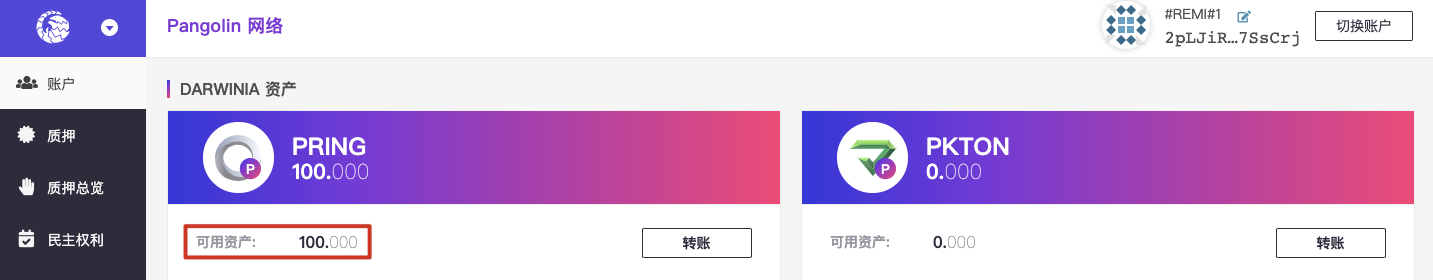 Pangolin 网络
#REMI#1
2pLJiR…7SsCrj
切换账户
账户
质押
质押总览
民主权利
DARWINIA 资产
PRING
100.000
P
可用资产: 100.000
转账
PKTON
0.000
P
可用资产: 0.000
转账